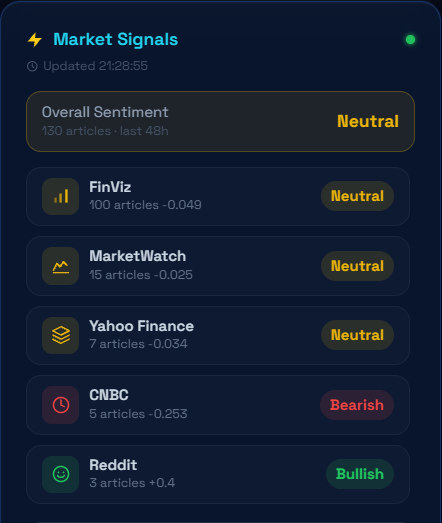 Market Signals
Updated 21:28:55
Overall Sentiment
130 articles · last 48h
Neutral
FinViz
100 articles -0.049
Neutral
MarketWatch
15 articles -0.025
Neutral
Yahoo Finance
7 articles -0.034
Neutral
CNBC
5 articles -0.253
Bearish
Reddit
3 articles +0.4
Bullish